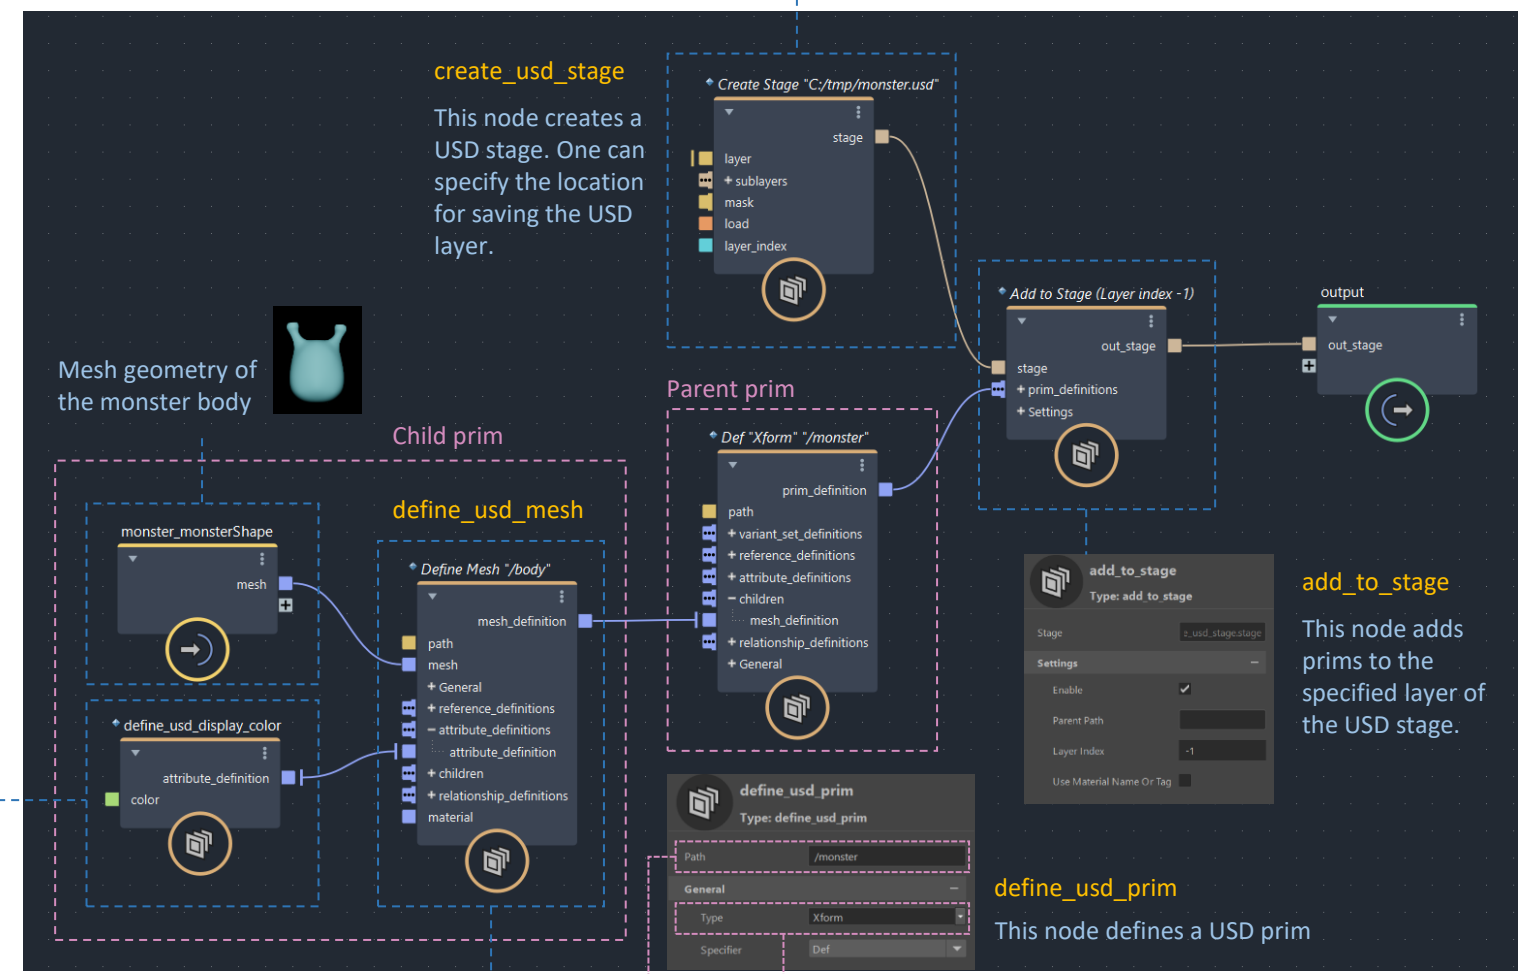 create_usd_stage
This node creates a
USD stage. One can
specify the location
for saving the USD
layer.
Create Stage "C:/tmp/monster.usd"
stage
layer
+ sublayers
mask
load
layer_index
Add to Stage (Layer index -1)
out_stage
stage
+ prim_definitions
+ Settings
output
out_stage
Mesh geometry of
the monster body
Child prim
monster_monsterShape
mesh
define_usd_display_color
attribute_definition
color
define_usd_mesh
Define Mesh "/body"
mesh_definition
path
mesh
+ General
+ reference_definitions
− attribute_definitions
attribute_definition
+ children
+ relationship_definitions
material
Parent prim
Def "Xform" "/monster"
prim_definition
path
+ variant_set_definitions
+ reference_definitions
+ attribute_definitions
− children
mesh_definition
+ relationship_definitions
+ General
define_usd_prim
Type: define_usd_prim
Path /monster
General −
Type Xform
Specifier Def
add_to_stage
Type: add_to_stage
Stage z_usd_stage.stage
Settings −
Enable
Parent Path
Layer Index -1
Use Material Name Or Tag
add_to_stage
This node adds
prims to the
specified layer of
the USD stage.
define_usd_prim
This node defines a USD prim